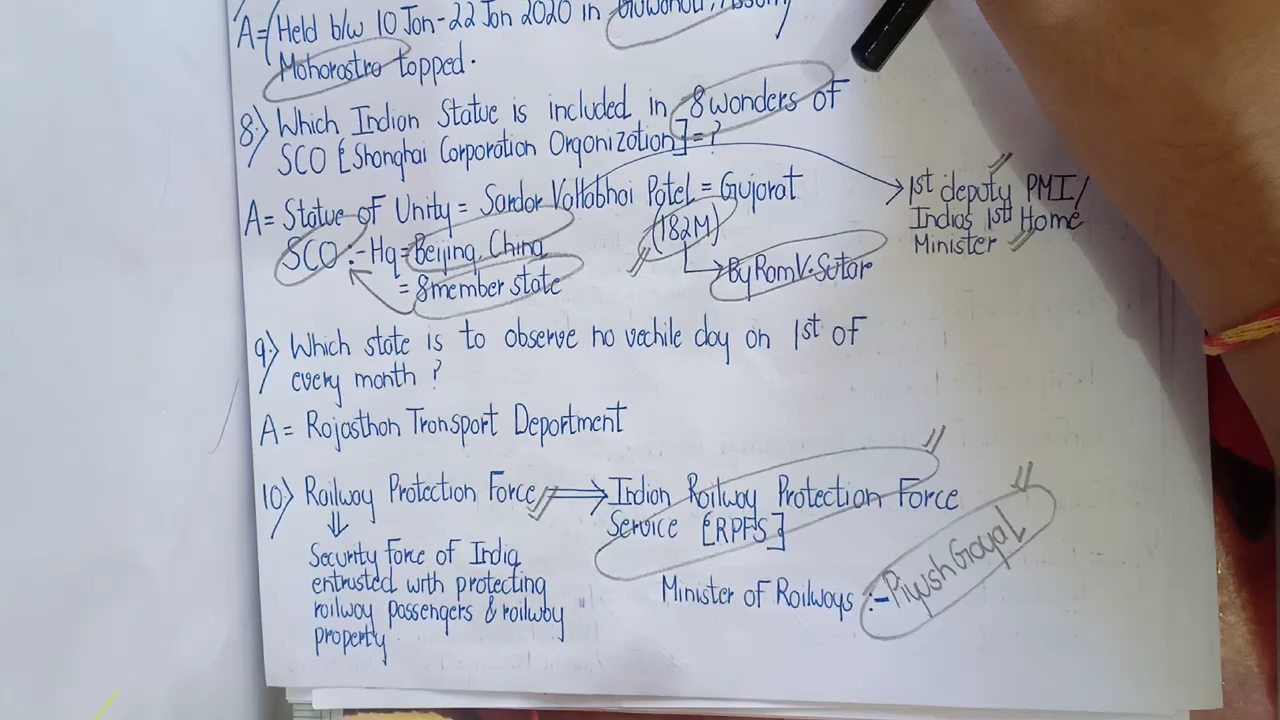 A= Held b/w 10 Jan-22 Jan 2020 in
Maharastra topped.
8) Which Indian Statue is included in 8 wonders of
SCO [Shanghai Corporation Organization] = ?
A= Statue of Unity = Sardar Vallabhai Patel = Gujarat
(182M)
By Ram V. Sutar
1st deputy PMI/
Indias 1st Home
Minister
SCO :- Hq = Beijing, China
= 8 member state
9) Which state is to observe no vechile day on 1st of
every month ?
A= Rajasthan Transport Department
10) Railway Protection Force ⇒ Indian Railway Protection Force
Service [RPFS]
Security force of India
entrusted with protecting
railway passengers & railway
property
Minister of Railways :- Piyush Goyal